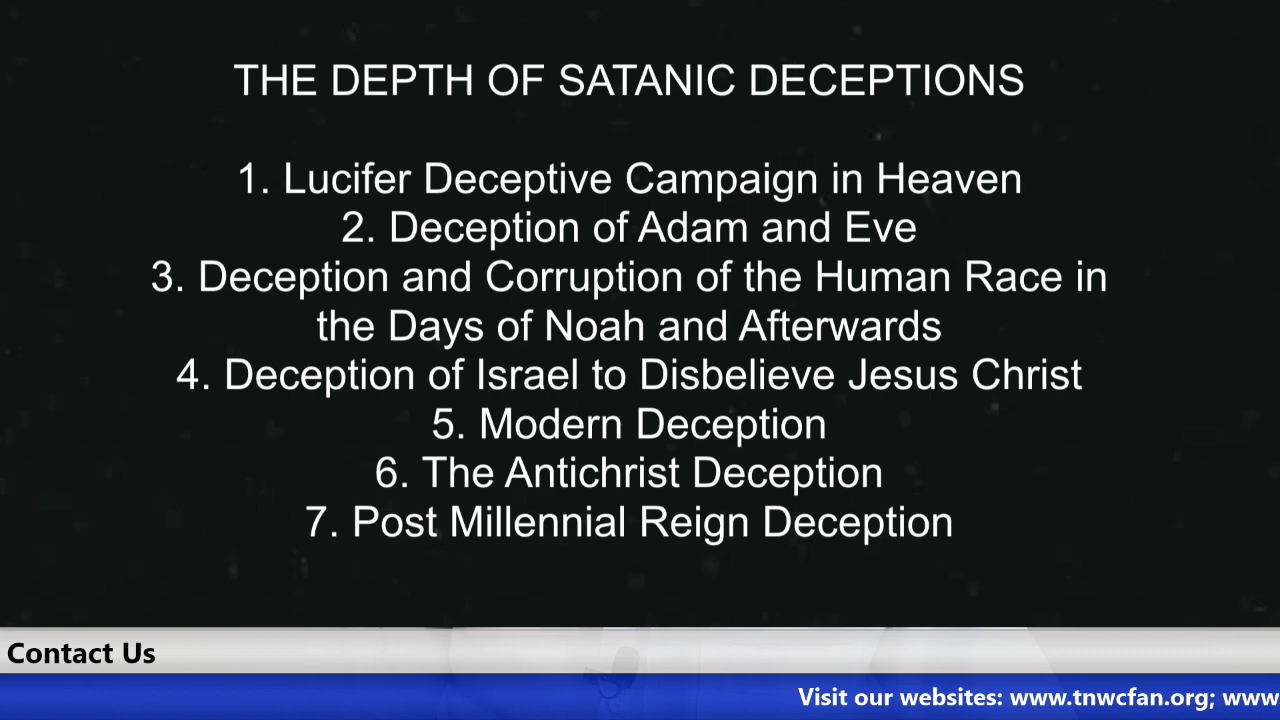 THE DEPTH OF SATANIC DECEPTIONS
1. Lucifer Deceptive Campaign in Heaven
2. Deception of Adam and Eve
3. Deception and Corruption of the Human Race in
the Days of Noah and Afterwards
4. Deception of Israel to Disbelieve Jesus Christ
5. Modern Deception
6. The Antichrist Deception
7. Post Millennial Reign Deception
Contact Us
Visit our websites: www.tnwcfan.org; www